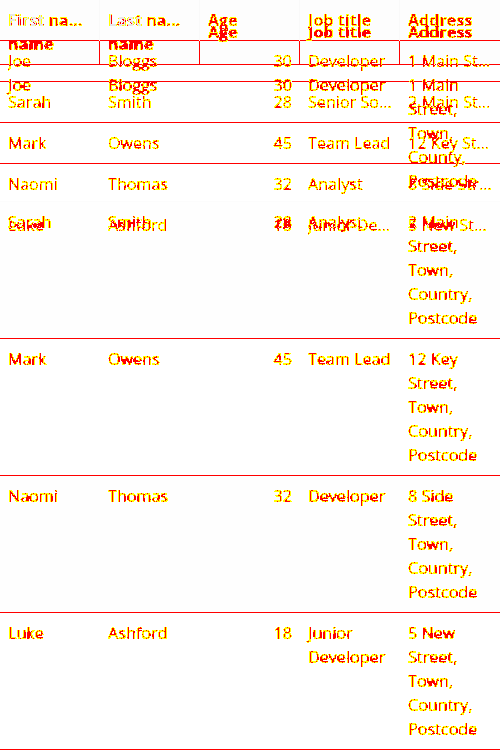 First na... Last na... Age Job title Address
name name Age Job title Address
Joe Bloggs 30 Developer 1 Main St...
Joe Bloggs 30 Developer 1 Main
Sarah Smith 28 Senior So... 2 Main St...
Street,
Town,
Mark Owens 45 Team Lead 12 Key St...
County,
Postcode
Naomi Thomas 32 Analyst
Sarah Smith 28 Analyst 2 Main
Luke Ashford 18 Junior De... 5 New St...
Street,
Town,
Country,
Postcode
Mark Owens 45 Team Lead 12 Key
Street,
Town,
Country,
Postcode
Naomi Thomas 32 Developer 8 Side
Street,
Town,
Country,
Postcode
Luke Ashford 18 Junior 5 New
Developer Street,
Town,
Country,
Postcode